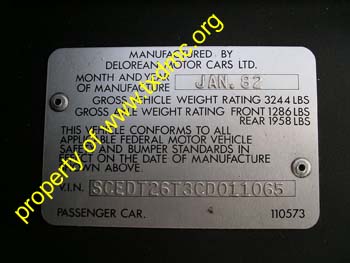 MANUFACTURED BY
DELOREAN MOTOR CARS LTD.
MONTH AND YEAR
OF MANUFACTURE JAN. 82
GROSS VEHICLE WEIGHT RATING 3244 LBS
GROSS AXLE WEIGHT RATING FRONT 1286 LBS
REAR 1958 LBS
THIS VEHICLE CONFORMS TO ALL
APPLICABLE FEDERAL MOTOR VEHICLE
SAFETY AND BUMPER STANDARDS IN
EFFECT ON THE DATE OF MANUFACTURE
SHOWN ABOVE.
V.I.N. SCEDT26T3CD011065
PASSENGER CAR. 110573
property of www.